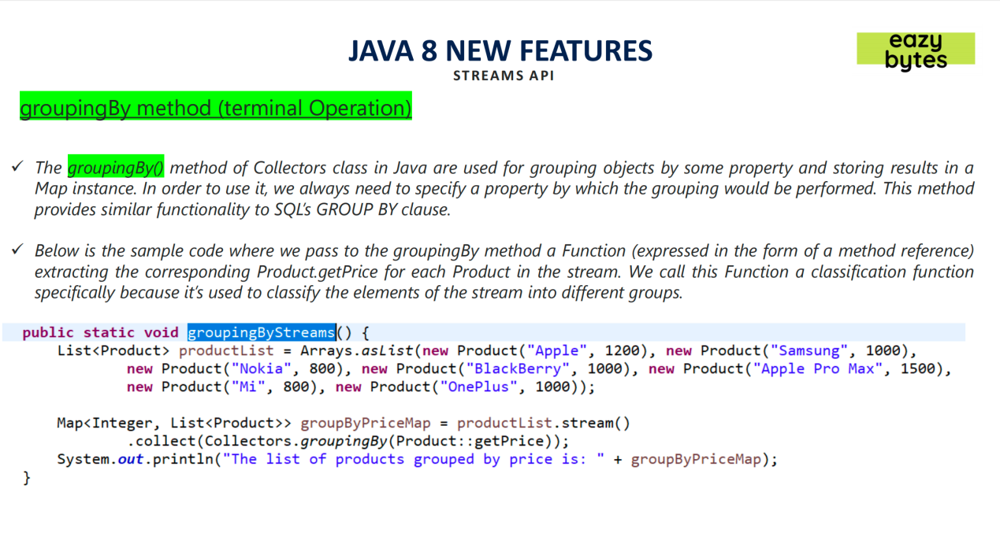 JAVA 8 NEW FEATURES
eazy
bytes
STREAMS API
groupingBy method (terminal Operation)
✓ The groupingBy() method of Collectors class in Java are used for grouping objects by some property and storing results in a
Map instance. In order to use it, we always need to specify a property by which the grouping would be performed. This method
provides similar functionality to SQL's GROUP BY clause.
✓ Below is the sample code where we pass to the groupingBy method a Function (expressed in the form of a method reference)
extracting the corresponding Product.getPrice for each Product in the stream. We call this Function a classification function
specifically because it's used to classify the elements of the stream into different groups.
public static void groupingByStreams() {
    List<Product> productList = Arrays.asList(new Product("Apple", 1200), new Product("Samsung", 1000),
            new Product("Nokia", 800), new Product("BlackBerry", 1000), new Product("Apple Pro Max", 1500),
            new Product("Mi", 800), new Product("OnePlus", 1000));
    Map<Integer, List<Product>> groupByPriceMap = productList.stream()
            .collect(Collectors.groupingBy(Product::getPrice));
    System.out.println("The list of products grouped by price is: " + groupByPriceMap);
}